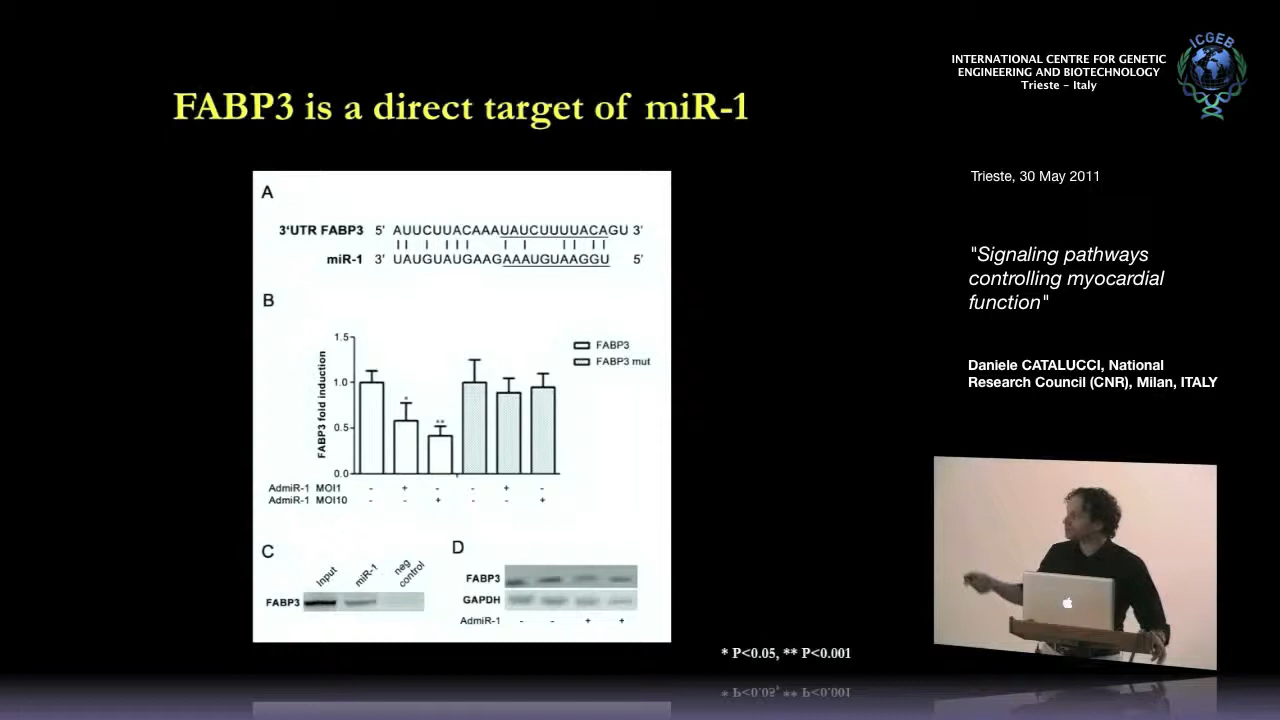 FABP3 is a direct target of miR-1
A
3'UTR FABP3 5' AUUCUUACAAAUAUCUUUUACAGU 3'
miR-1 3' UAUGUAUGAAGAAAUGUAAGGU 5'
B
FABP3 fold induction
1.5
1.0
0.5
0.0
*
**
FABP3
FABP3 mut
AdmiR-1 MOI1 - + - - + -
AdmiR-1 MOI10 - - + - - +
C
Input
miR-1
neg control
FABP3
D
FABP3
GAPDH
AdmiR-1 - - + +
* P<0.05, ** P<0.001
INTERNATIONAL CENTRE FOR GENETIC
ENGINEERING AND BIOTECHNOLOGY
Trieste - Italy
ICGEB
Trieste, 30 May 2011
"Signaling pathways
controlling myocardial
function"
Daniele CATALUCCI, National
Research Council (CNR), Milan, ITALY